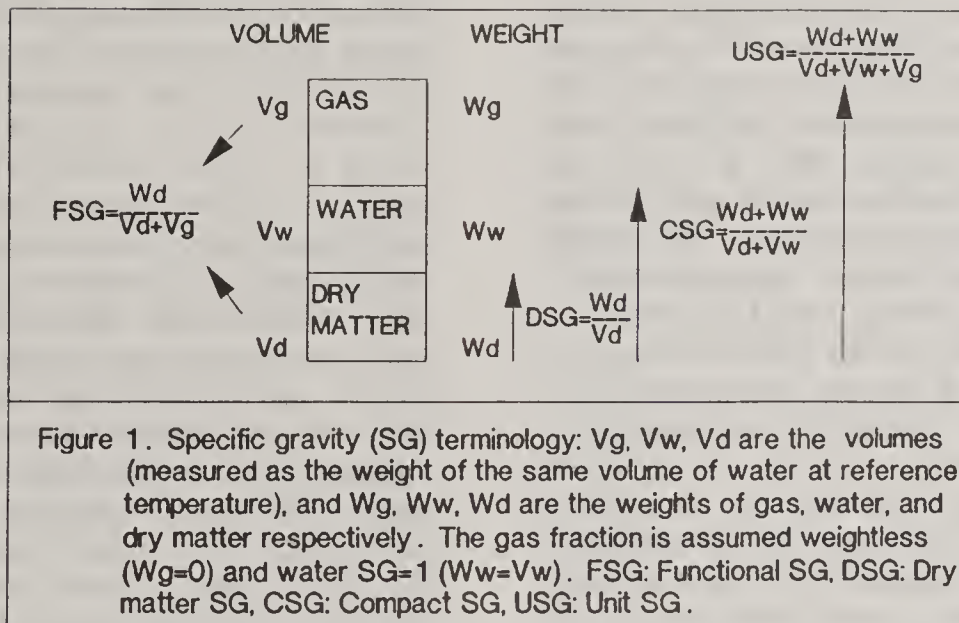 VOLUME
WEIGHT
USG=Wd+Ww
Vd+Vw+Vg
Vg
GAS
Wg
FSG=Wd
Vd+Vg
Vw
WATER
Ww
CSG=Wd+Ww
Vd+Vw
DRY
MATTER
DSG=Wd
Vd
Vd
Wd
Figure 1. Specific gravity (SG) terminology: Vg, Vw, Vd are the volumes
(measured as the weight of the same volume of water at reference
temperature), and Wg, Ww, Wd are the weights of gas, water, and
dry matter respectively. The gas fraction is assumed weightless
(Wg=0) and water SG=1 (Ww=Vw). FSG: Functional SG, DSG: Dry
matter SG, CSG: Compact SG, USG: Unit SG.